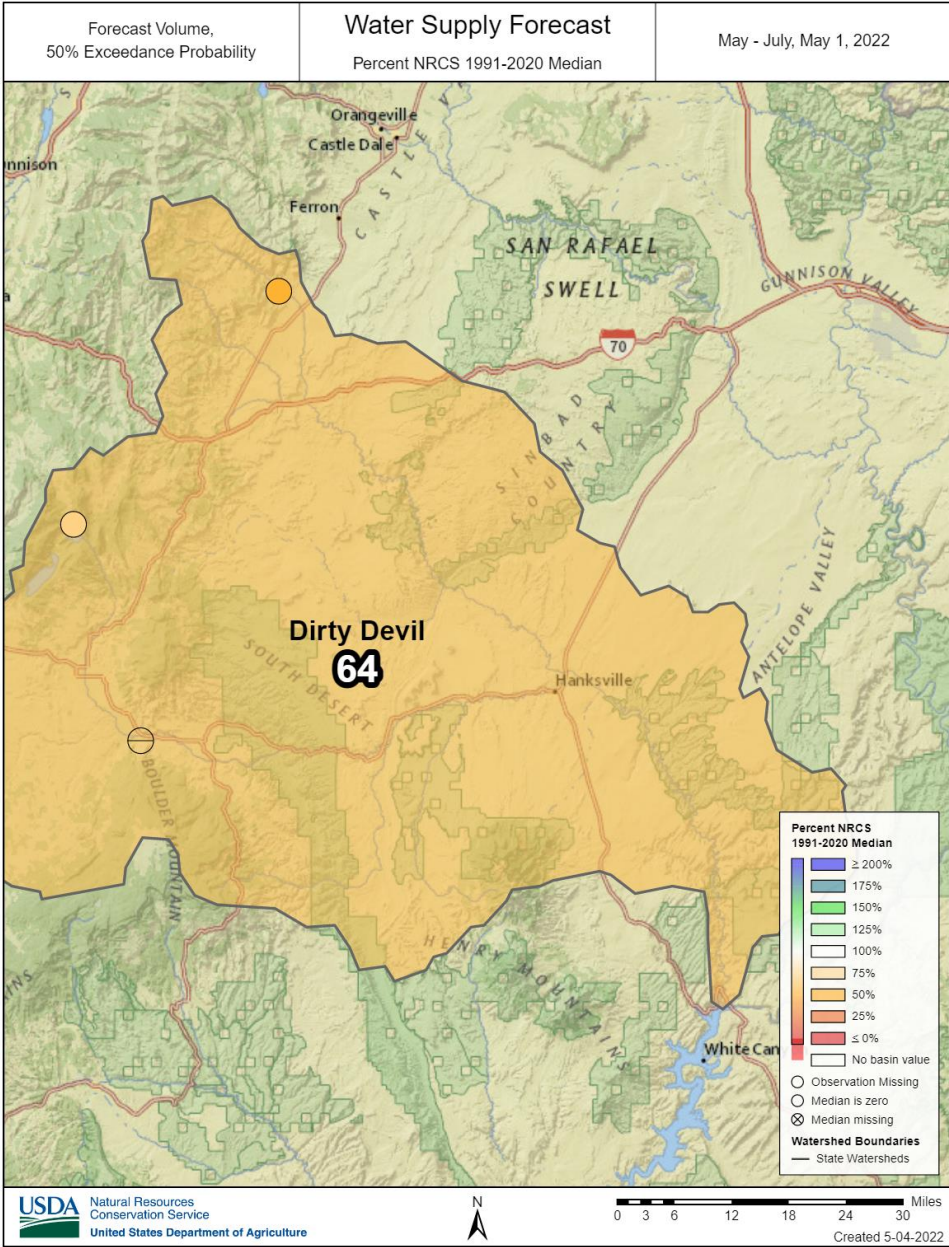 Forecast Volume,
50% Exceedance Probability
Water Supply Forecast
Percent NRCS 1991-2020 Median
May - July, May 1, 2022
Orangeville
Castle Dale
CASTLE V
unnison
Ferron
SAN RAFAEL
SWELL
GUNNISON VALLEY
70
SINBAD
COUNTRY
ANTELOPE VALLEY
Dirty Devil
64
SOUTH DESERT
Hanksville
BOULDER MOUNTAIN
HENRY MOUNTAINS
AINS
White Can
Percent NRCS
1991-2020 Median
≥ 200%
175%
150%
125%
100%
75%
50%
25%
≤ 0%
No basin value
Observation Missing
Median is zero
Median missing
Watershed Boundaries
State Watersheds
USDA
Natural Resources
Conservation Service
United States Department of Agriculture
N
Miles
0 3 6 12 18 24 30
Created 5-04-2022